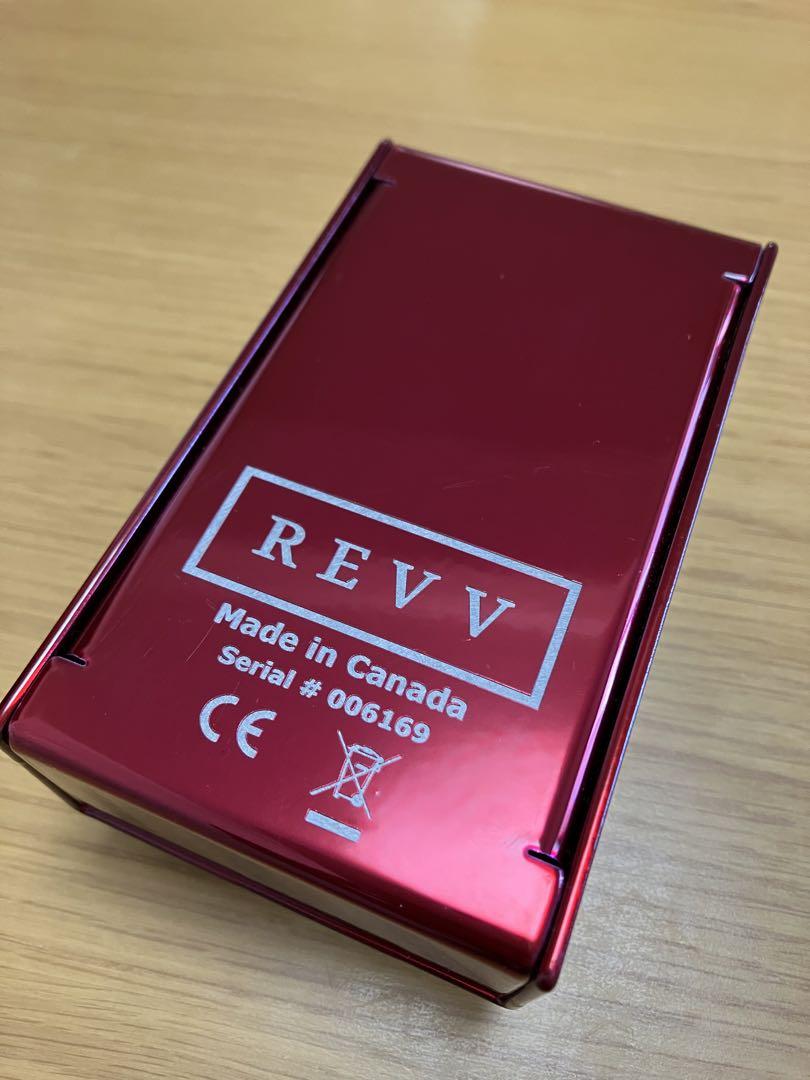 REVV
Made in Canada
Serial # 006169
CE